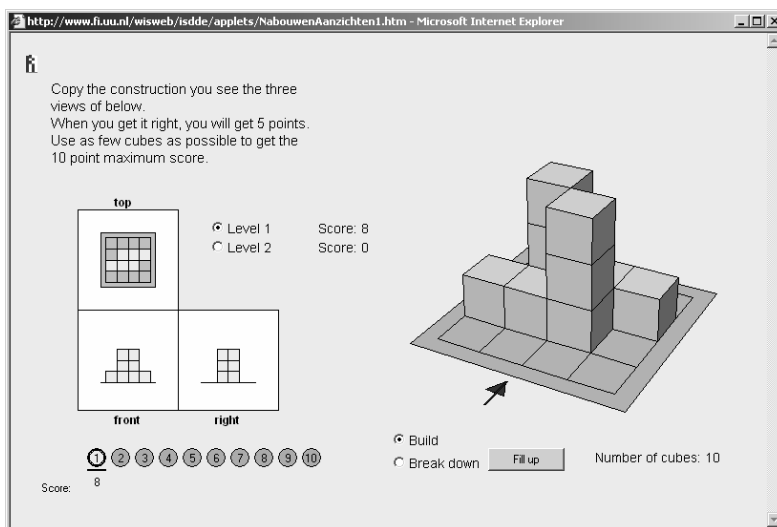 http://www.fi.uu.nl/wisweb/isdde/applets/NabouwenAanzichten1.htm - Microsoft Internet Explorer
fi
Copy the construction you see the three
views of below.
When you get it right, you will get 5 points.
Use as few cubes as possible to get the
10 point maximum score.
top
Level 1 Score: 8
Level 2 Score: 0
front right
Build
Break down Fill up Number of cubes: 10
1 2 3 4 5 6 7 8 9 10
Score: 8